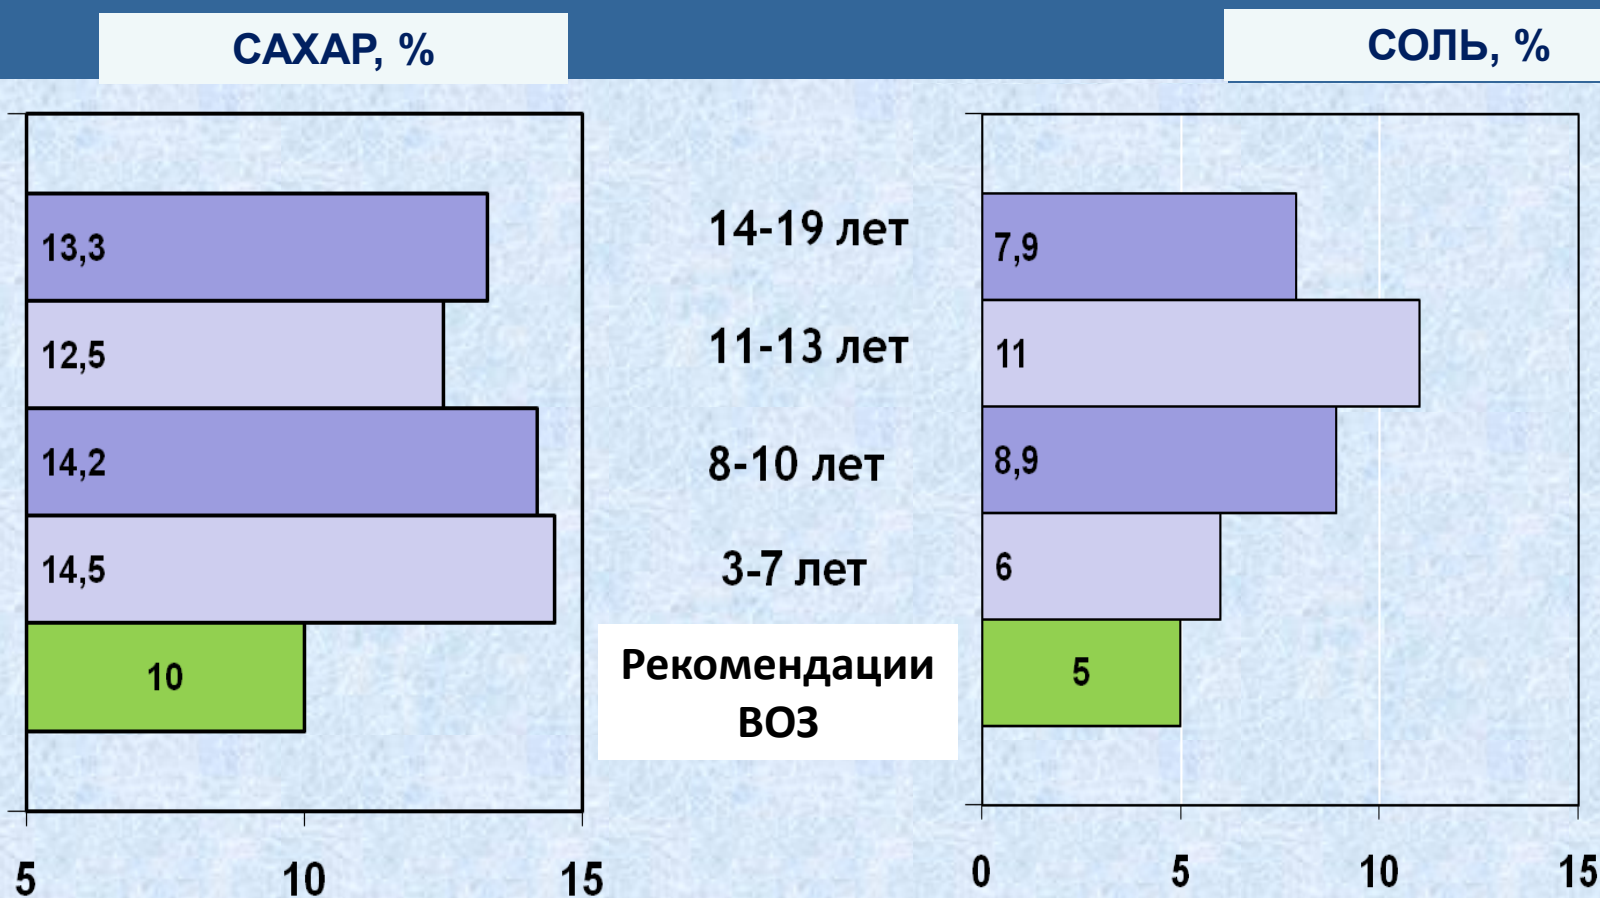 САХАР, %
СОЛЬ, %
13,3
14-19 лет
7,9
12,5
11-13 лет
11
14,2
8-10 лет
8,9
14,5
3-7 лет
6
10
Рекомендации
ВОЗ
5
5
10
15
0
5
10
15